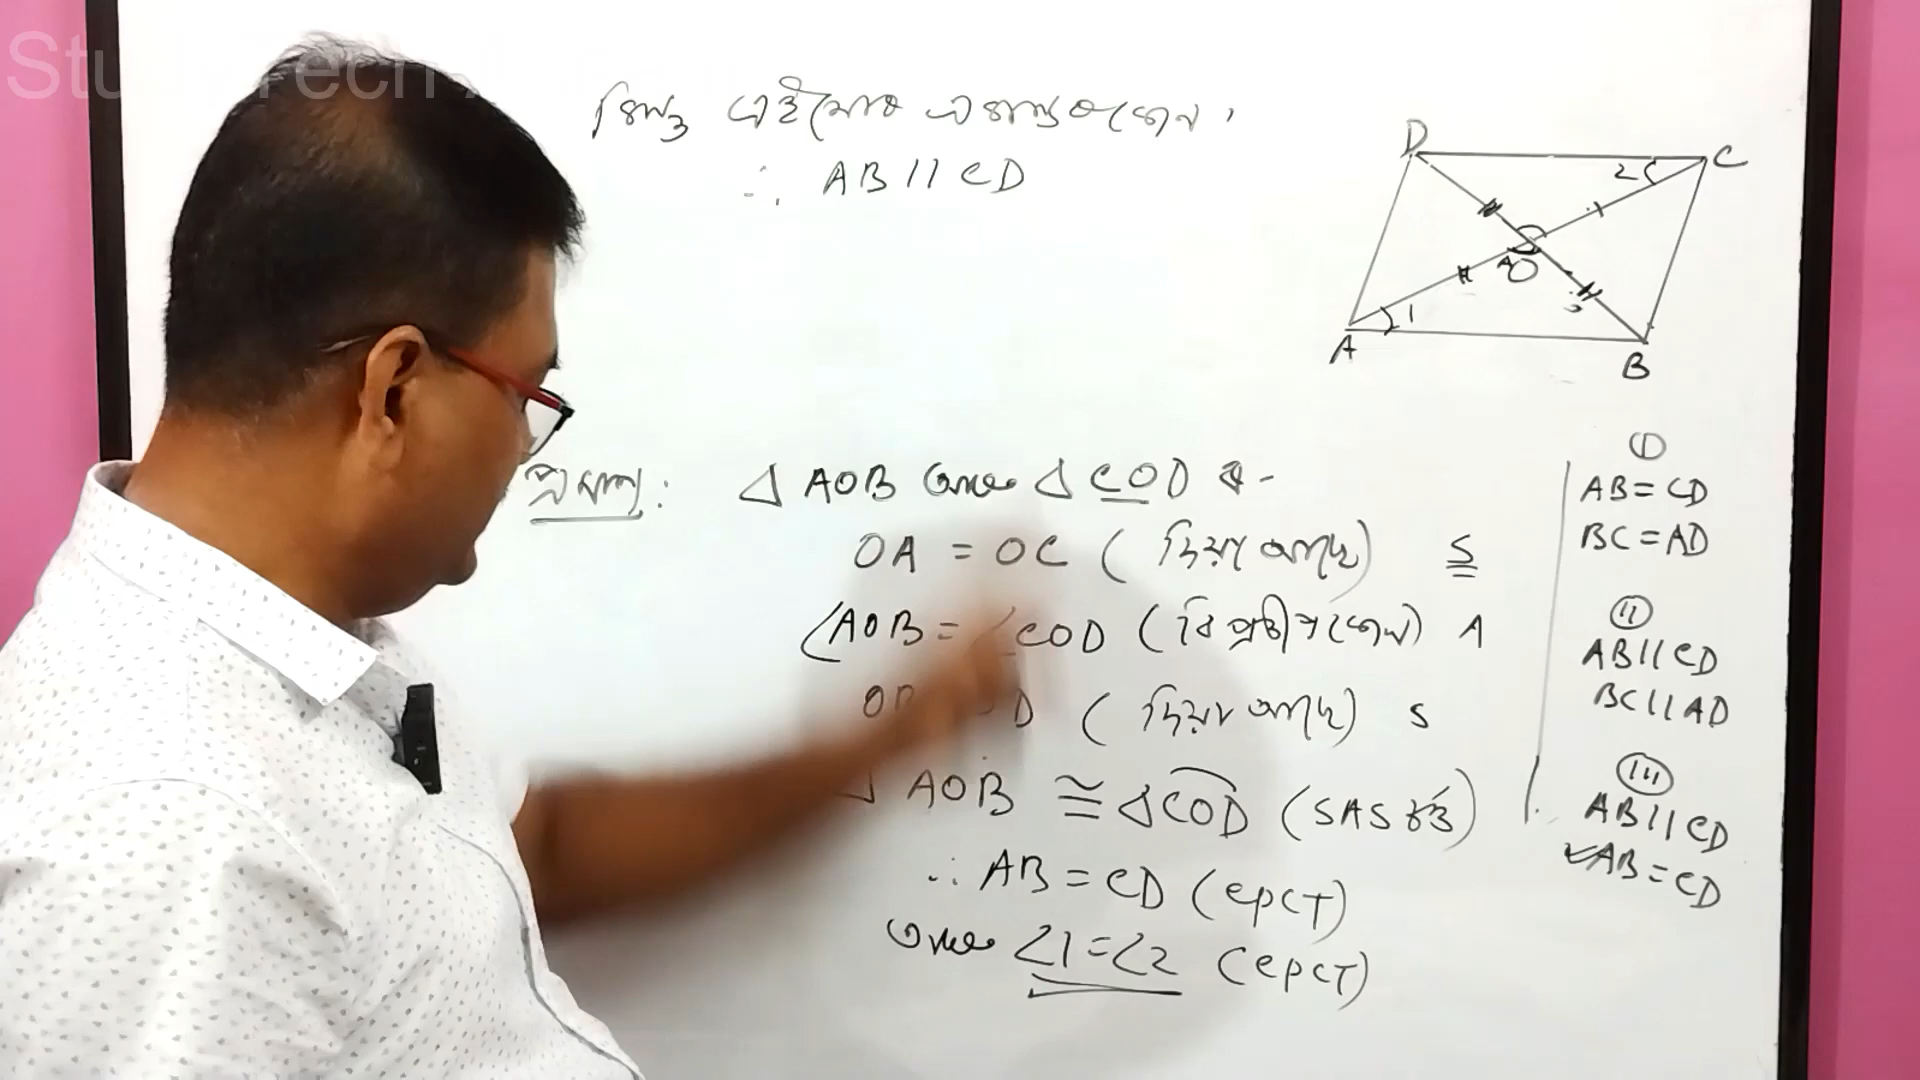 কিন্তু এইবোৰ একান্তৰ কোণ,
∴ AB || CD
D
C
2
O
1
A
B
প্ৰমাণ: Δ AOB আৰু Δ COD ৰ -
OA = OC ( দিয়া আছে) S
∠AOB = ∠COD (বিপ্ৰতীপ কোণ) A
D ( দিয়া আছে) S
AOB ≅ Δ COD (SAS চৰ্ত)
∴ AB = CD (CPCT)
আৰু ∠1 = ∠2 (CPCT)
I
AB = CD
BC = AD
II
AB || CD
BC || AD
III
AB || CD
✓AB = CD